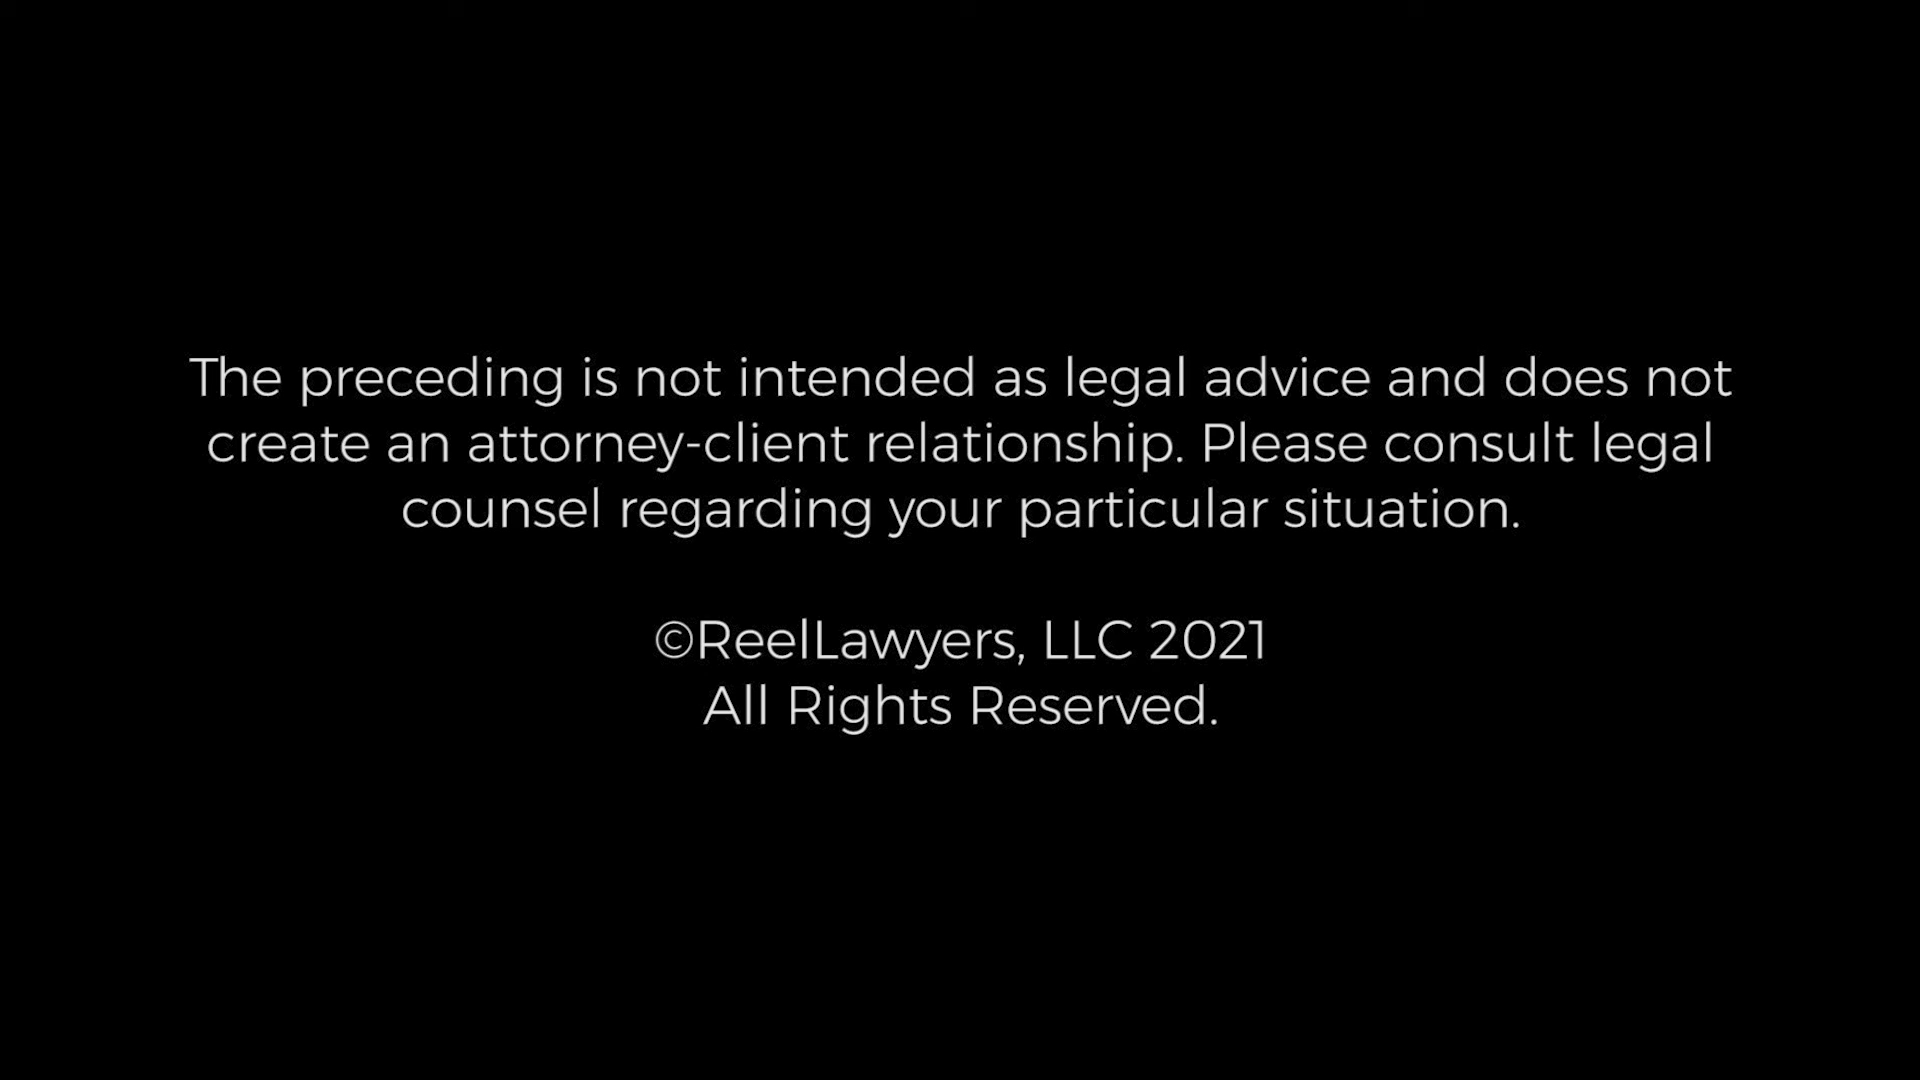 The preceding is not intended as legal advice and does not
create an attorney-client relationship. Please consult legal
counsel regarding your particular situation.
©ReelLawyers, LLC 2021
All Rights Reserved.